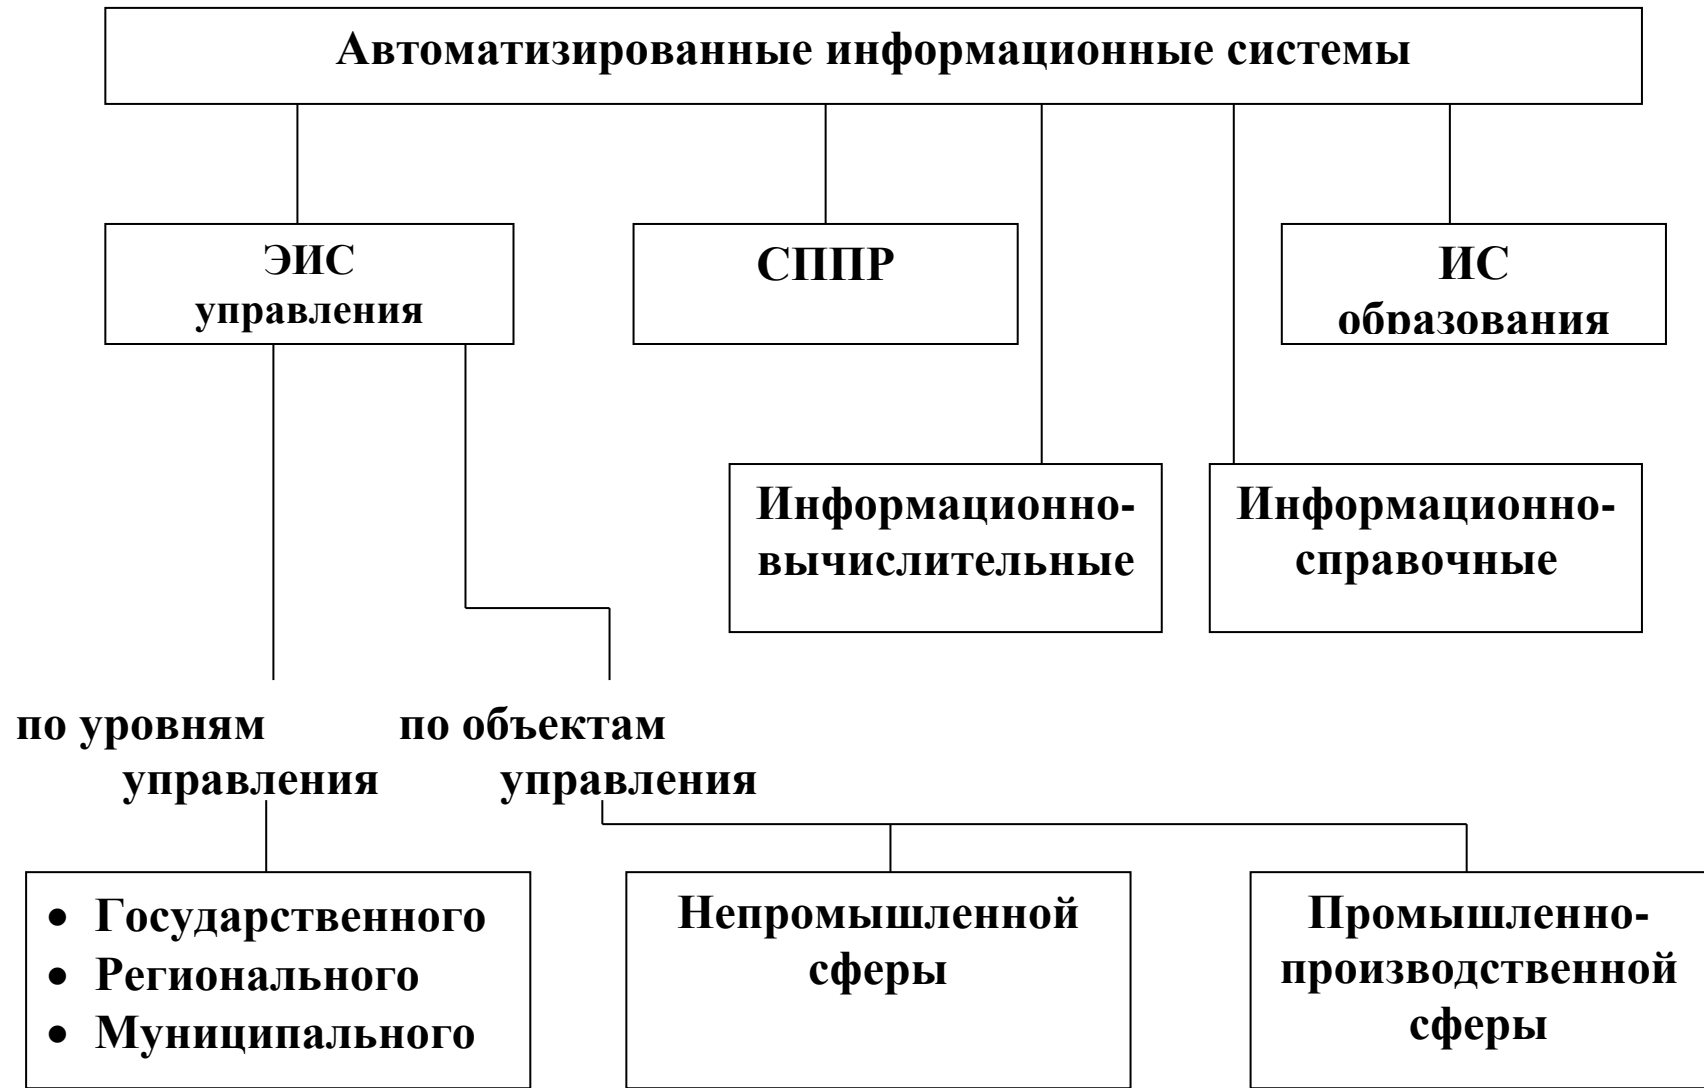 Автоматизированные информационные системы
ЭИС
управления
СППР
ИС
образования
Информационно-
вычислительные
Информационно-
справочные
по уровням
управления
по объектам
управления
• Государственного
• Регионального
• Муниципального
Непромышленной
сферы
Промышленно-
производственной
сферы